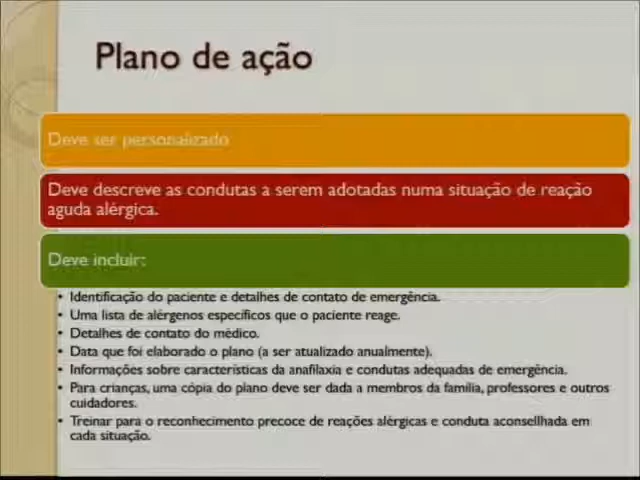 Plano de ação
Deve ser personalizado
Deve descreve as condutas a serem adotadas numa situação de reação
aguda alérgica.
Deve incluir:
• Identificação do paciente e detalhes de contato de emergência.
• Uma lista de alérgenos específicos que o paciente reage.
• Detalhes de contato do médico.
• Data que foi elaborado o plano (a ser atualizado anualmente).
• Informações sobre características da anafilaxia e condutas adequadas de emergência.
• Para crianças, uma cópia do plano deve ser dada a membros da família, professores e outros
cuidadores.
• Treinar para o reconhecimento precoce de reações alérgicas e conduta aconsellhada em
cada situação.